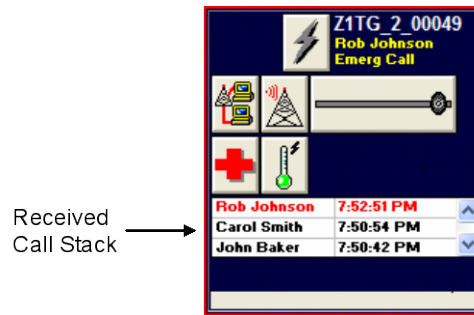 Z1TG_2_00049
Rob Johnson
Emerg Call
Rob Johnson 7:52:51 PM
Carol Smith 7:50:54 PM
John Baker 7:50:42 PM
Received
Call Stack